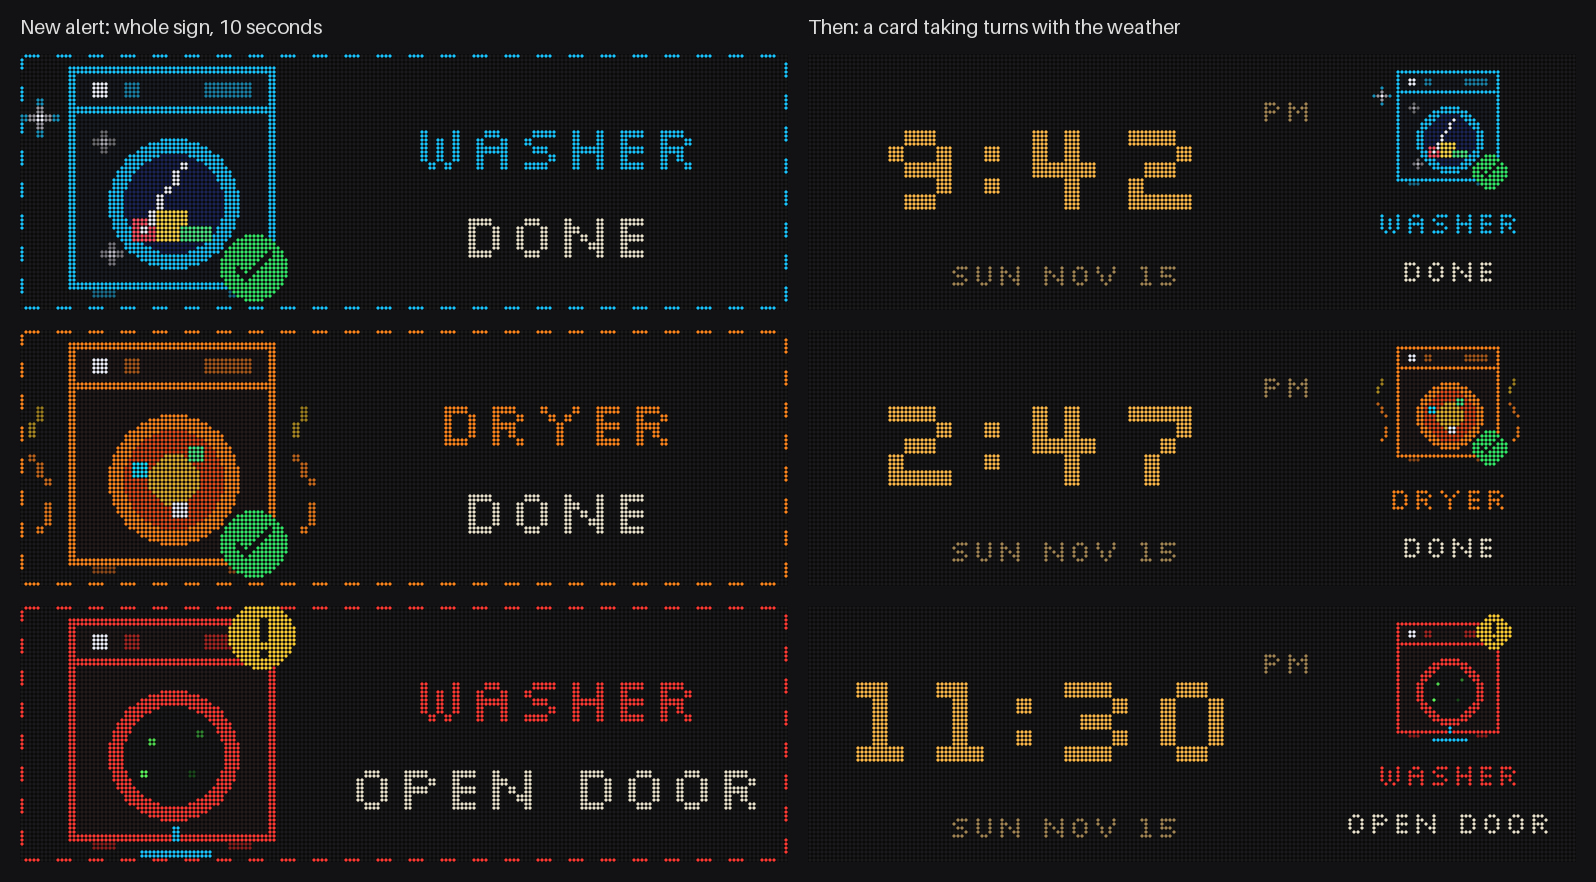 New alert: whole sign, 10 seconds
Then: a card taking turns with the weather
WASHER
DONE
9:42 PM
SUN NOV 15
WASHER
DONE
DRYER
DONE
2:47 PM
SUN NOV 15
DRYER
DONE
!
WASHER
OPEN DOOR
11:30 PM
SUN NOV 15
!
WASHER
OPEN DOOR